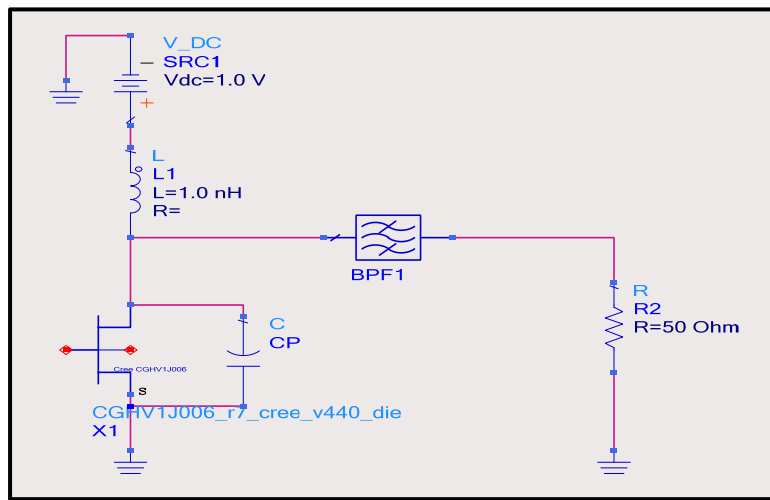 V_DC
SRC1
Vdc=1.0 V
L
L1
L=1.0 nH
R=
BPF1
R
R2
R=50 Ohm
C
CP
Cree CGHV1J006
S
CGHV1J006_r7_cree_v440_die
X1